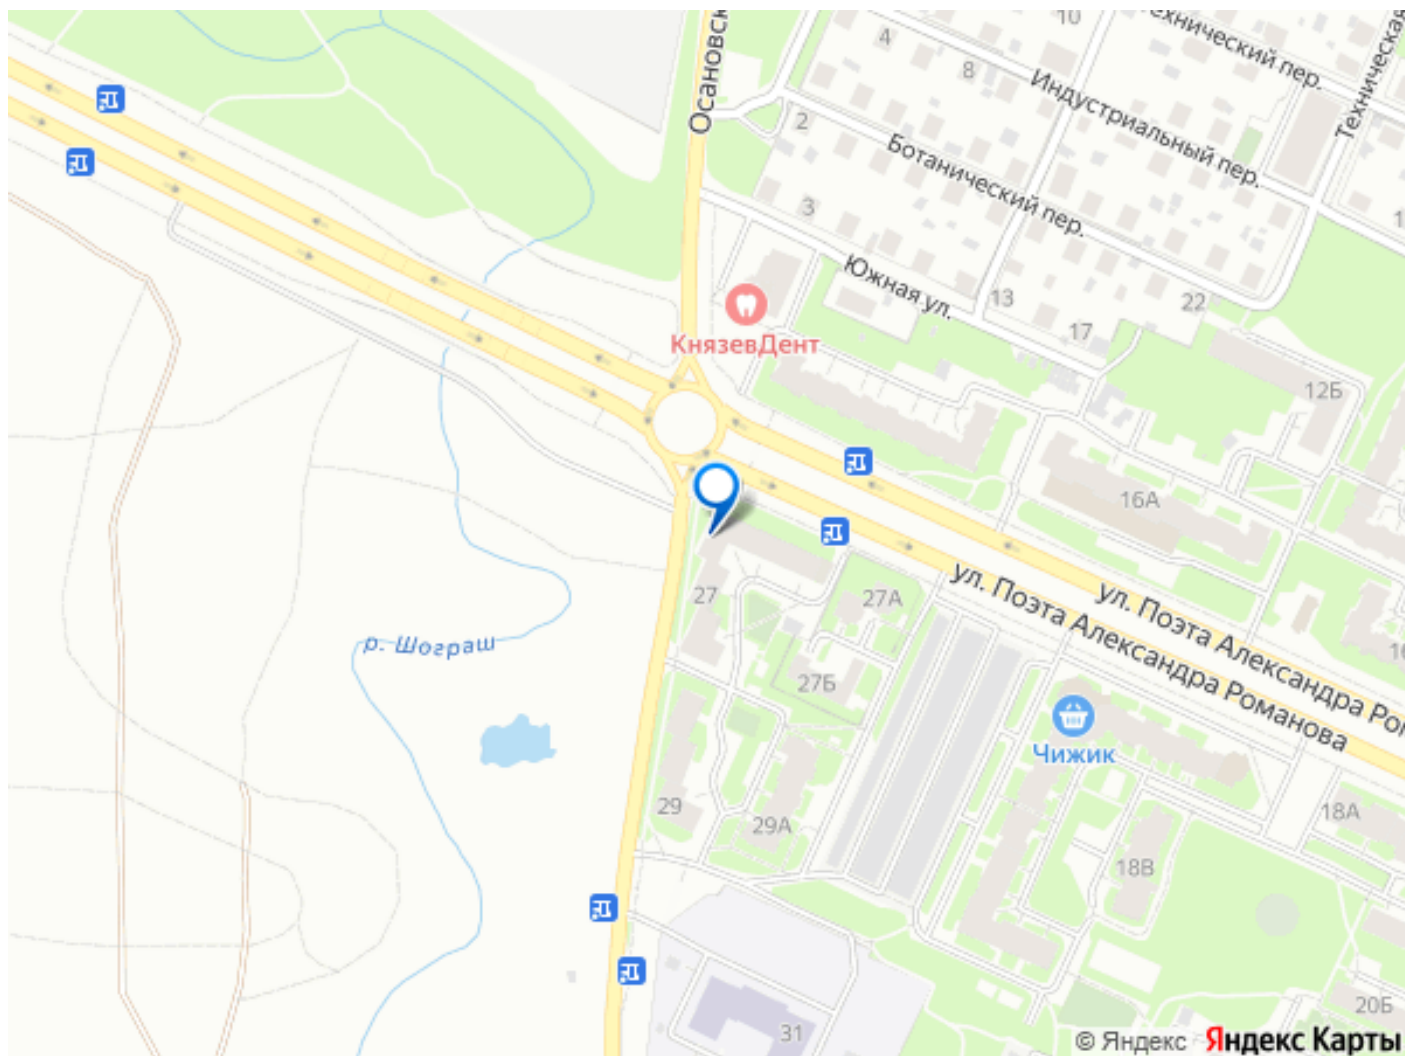 10
Технический пер.
4
8
Индустриальный пер.
Техническая
Осановск
2
Ботанический пер.
3
Южная ул.
13
22
17
КнязевДент
12Б
16А
ул. Поэта Александра Романова
ул. Поэта Александра Ро
27
27А
р. Шограш
27Б
16
Чижик
29
29А
18А
18В
20Б
31
© Яндекс Яндекс Карты